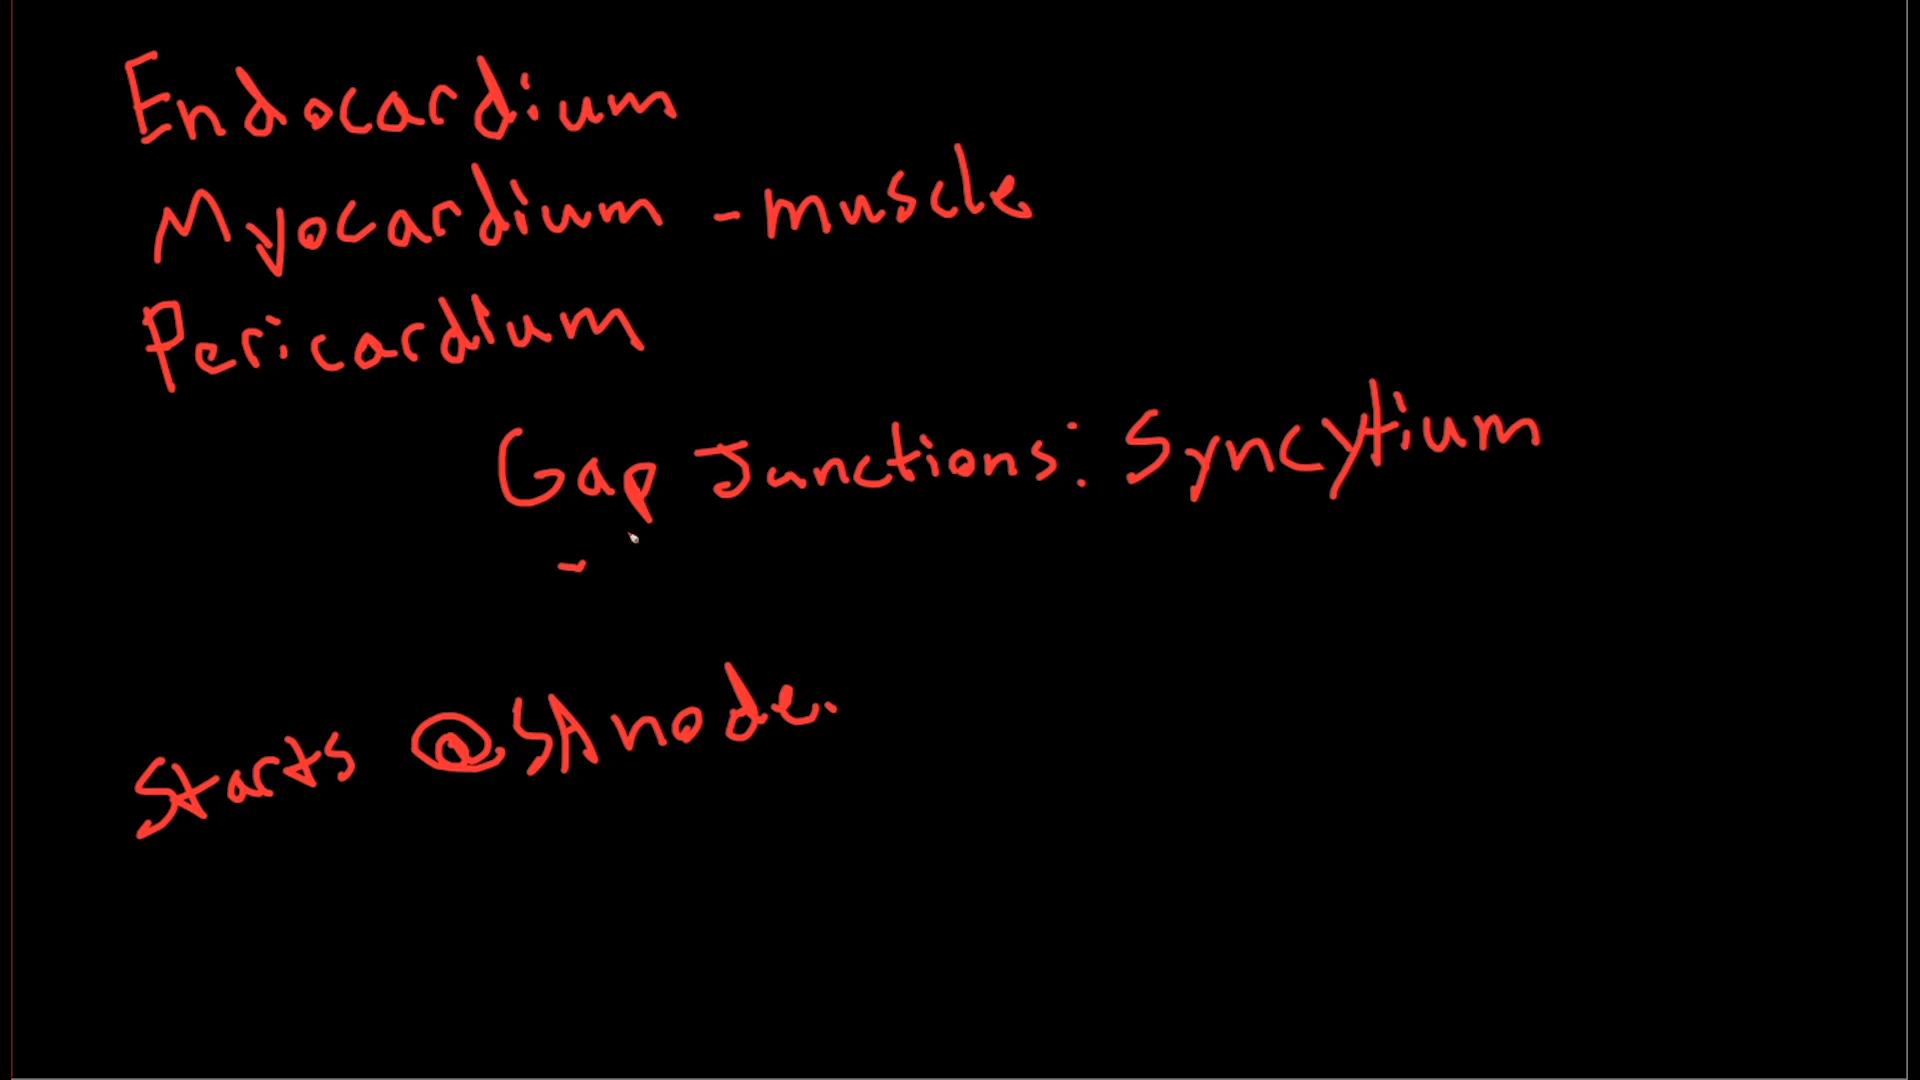 Endocardium
Myocardium - muscle
Pericardium
Gap Junctions: Syncytium
-
Starts @ SA node.